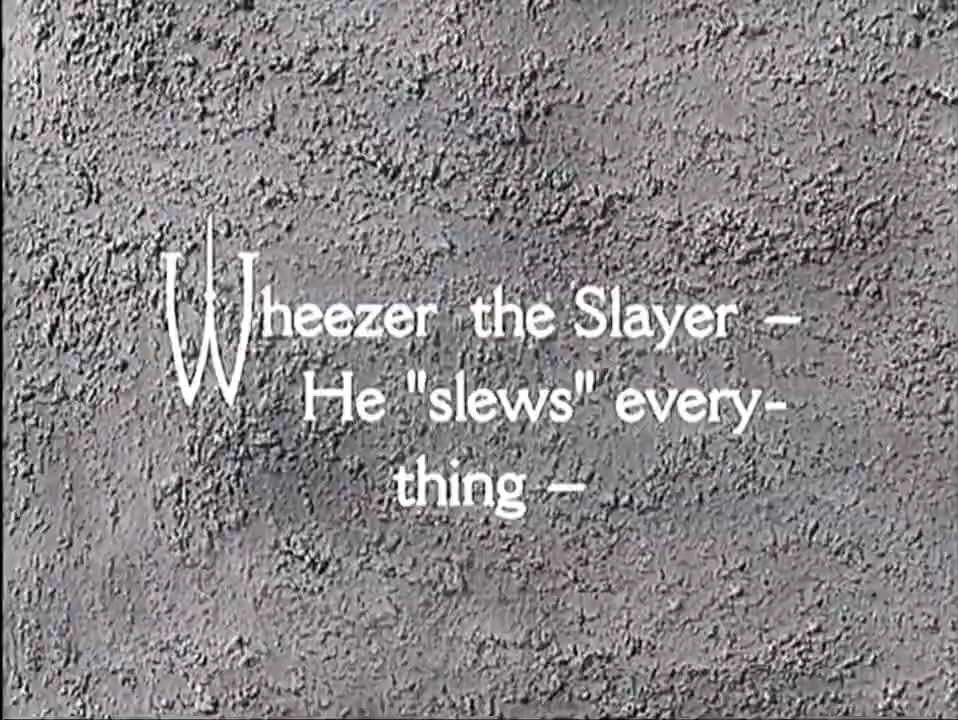 Wheezer the Slayer —
He "slews" every-
thing —